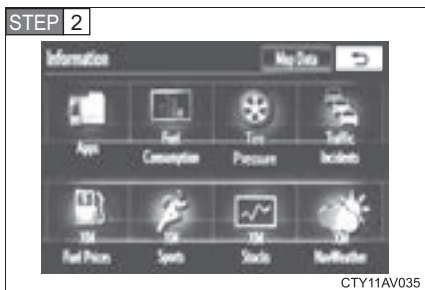 STEP 2
Information Map Data
Apps Fuel Consumption Tire Pressure Traffic Incidents
XM Fuel Prices XM Sports XM Stocks XM NavWeather
CTY11AV035